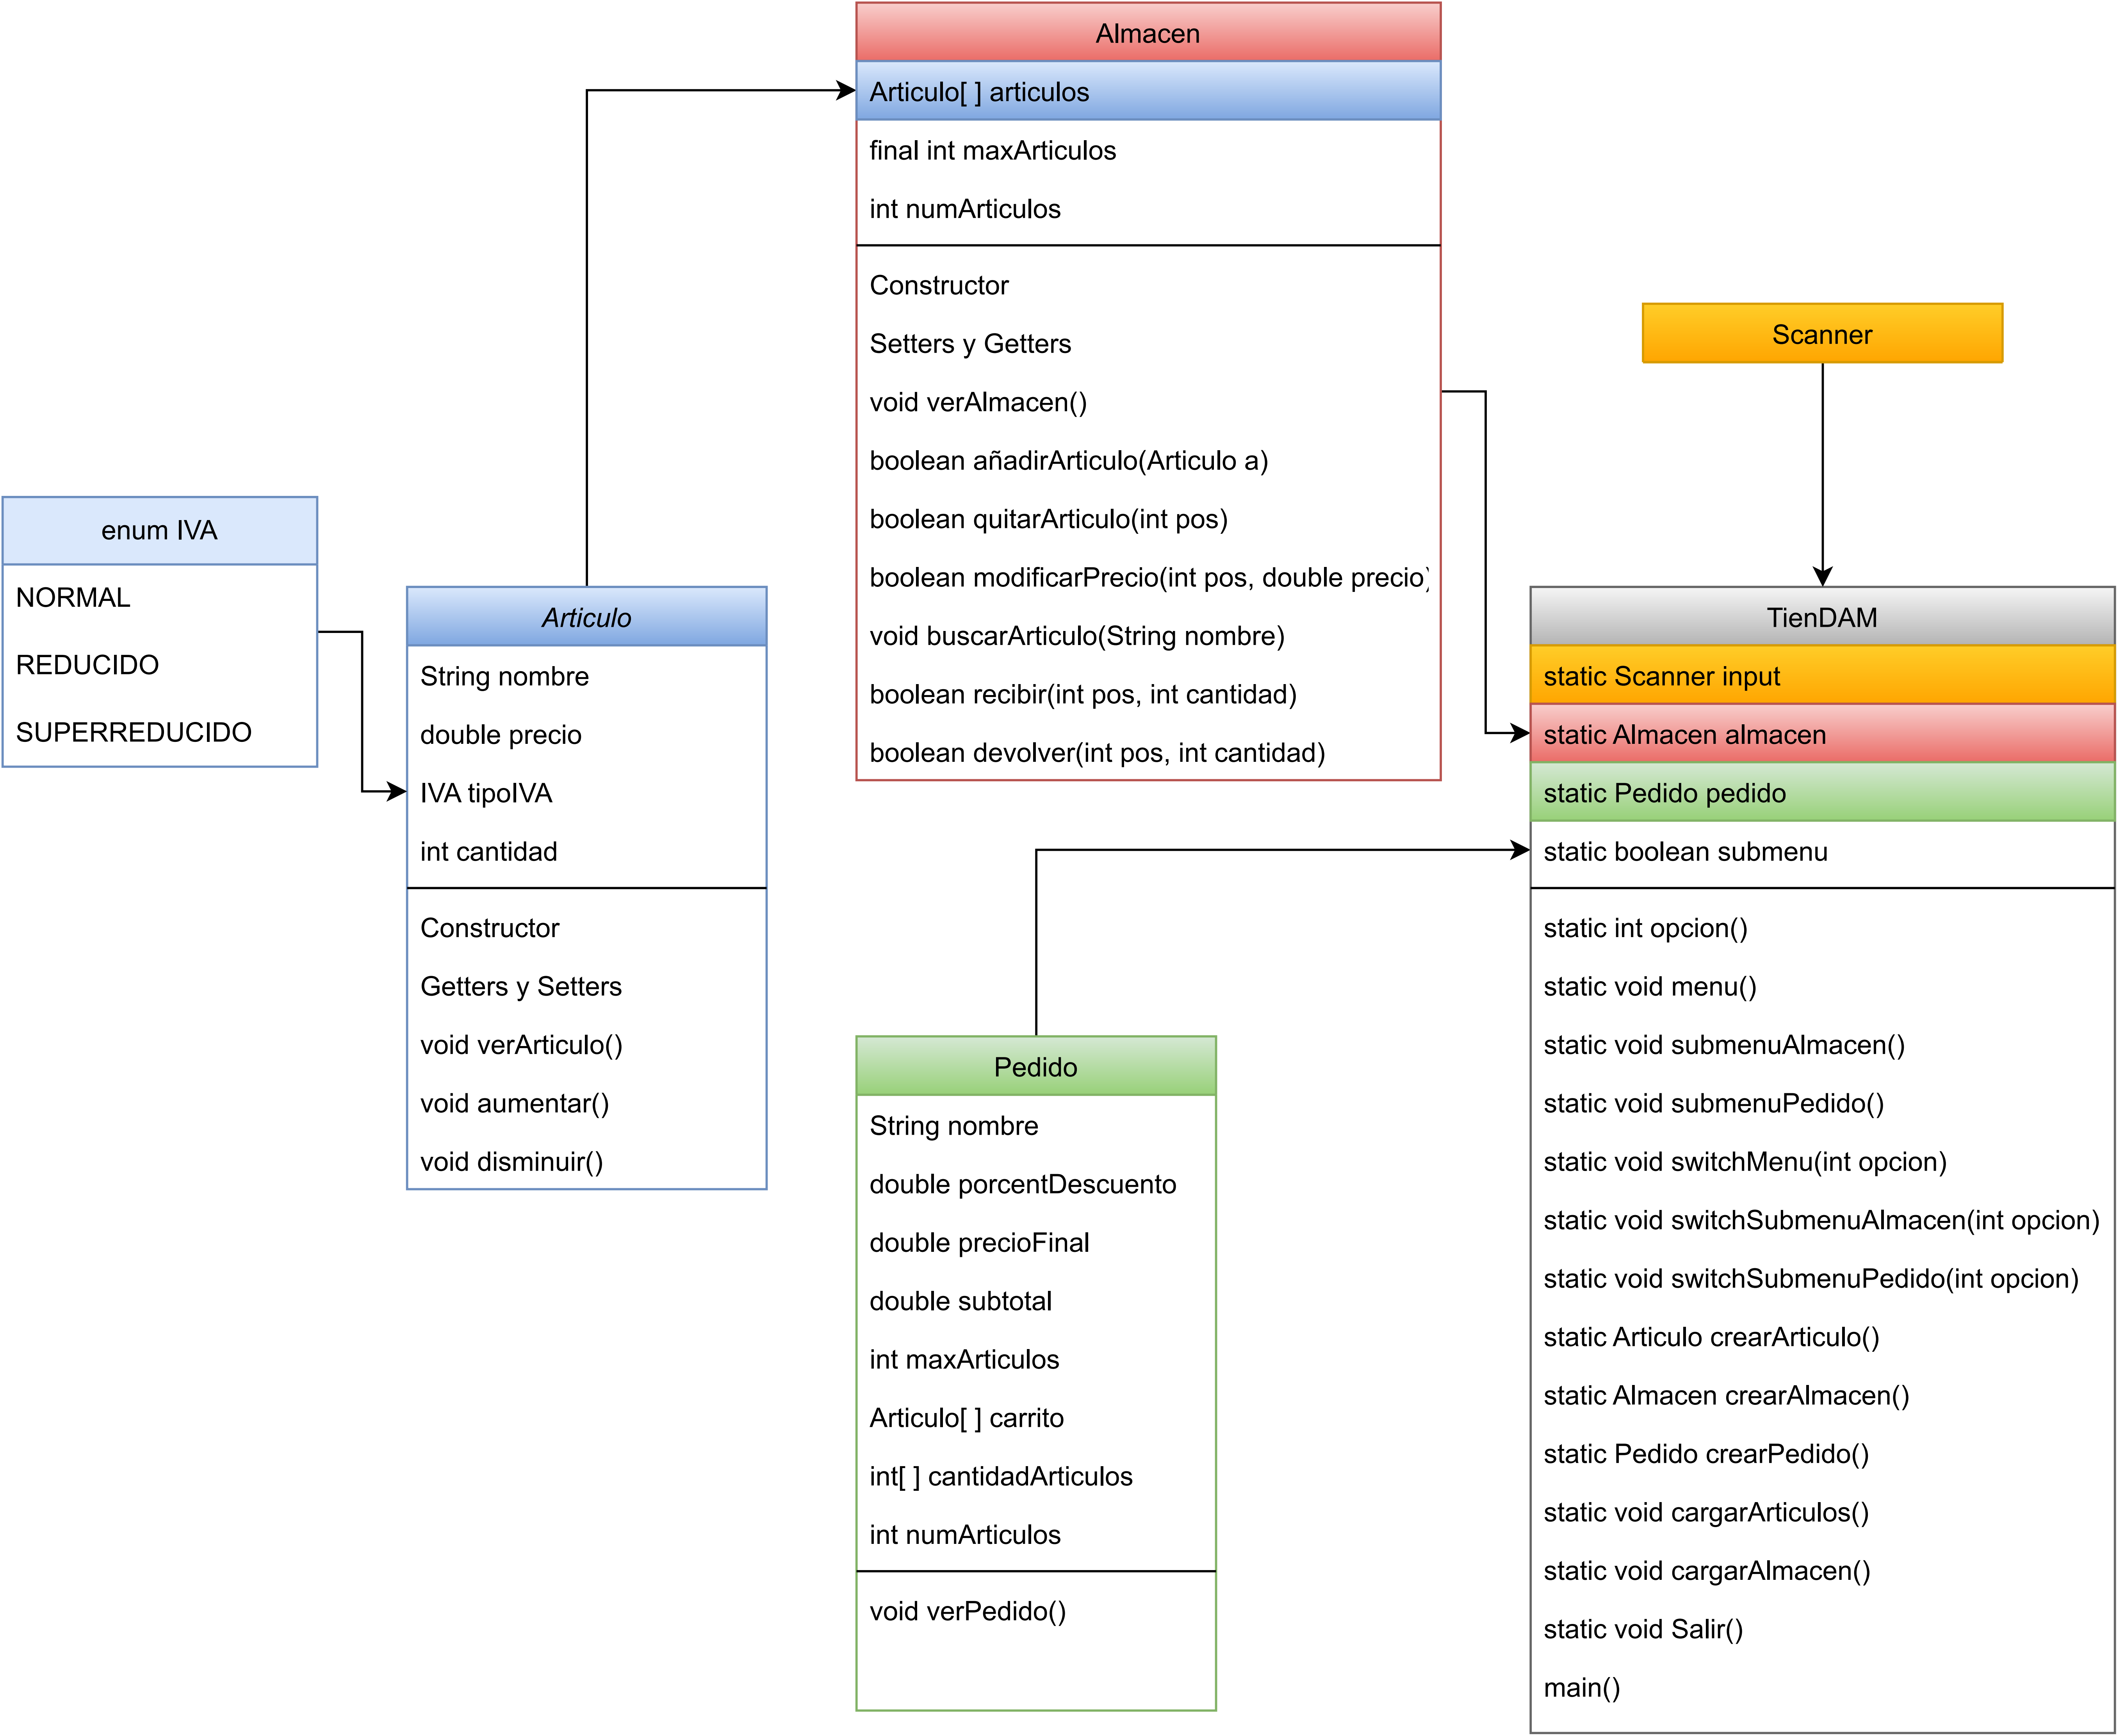 Almacen
Articulo[ ] articulos
final int maxArticulos
int numArticulos
Constructor
Setters y Getters
void verAlmacen()
boolean añadirArticulo(Articulo a)
boolean quitarArticulo(int pos)
boolean modificarPrecio(int pos, double precio)
void buscarArticulo(String nombre)
boolean recibir(int pos, int cantidad)
boolean devolver(int pos, int cantidad)
Scanner
enum IVA
NORMAL
REDUCIDO
SUPERREDUCIDO
Articulo
String nombre
double precio
IVA tipoIVA
int cantidad
Constructor
Getters y Setters
void verArticulo()
void aumentar()
void disminuir()
TienDAM
static Scanner input
static Almacen almacen
static Pedido pedido
static boolean submenu
static int opcion()
static void menu()
static void submenuAlmacen()
static void submenuPedido()
static void switchMenu(int opcion)
static void switchSubmenuAlmacen(int opcion)
static void switchSubmenuPedido(int opcion)
static Articulo crearArticulo()
static Almacen crearAlmacen()
static Pedido crearPedido()
static void cargarArticulos()
static void cargarAlmacen()
static void Salir()
main()
Pedido
String nombre
double porcentDescuento
double precioFinal
double subtotal
int maxArticulos
Articulo[ ] carrito
int[ ] cantidadArticulos
int numArticulos
void verPedido()